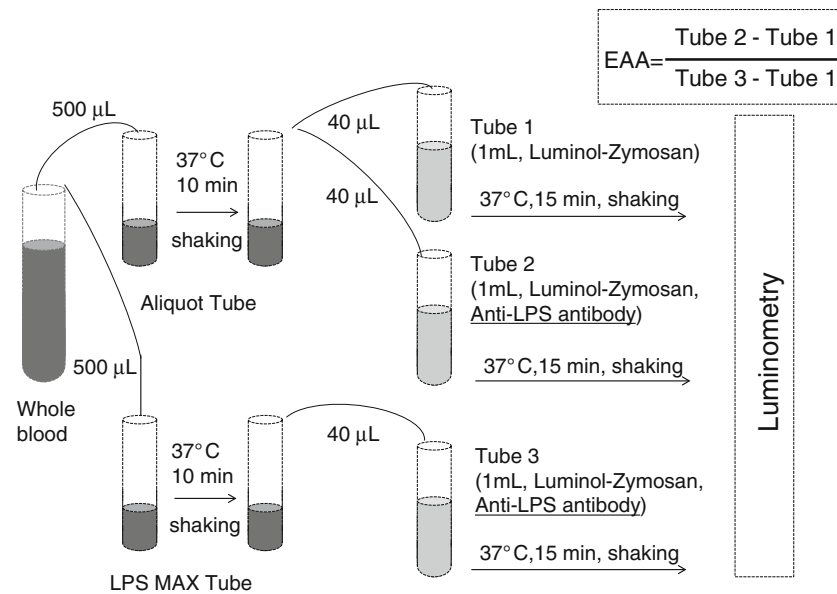 EAA=
Tube 2 - Tube 1
Tube 3 - Tube 1
500 µL
37°C
10 min
shaking
Aliquot Tube
40 µL
40 µL
Tube 1
(1mL, Luminol-Zymosan)
37°C,15 min, shaking
Tube 2
(1mL, Luminol-Zymosan,
Anti-LPS antibody)
37°C,15 min, shaking
500 µL
Whole
blood
37°C
10 min
shaking
LPS MAX Tube
40 µL
Tube 3
(1mL, Luminol-Zymosan,
Anti-LPS antibody)
37°C,15 min, shaking
Luminometry